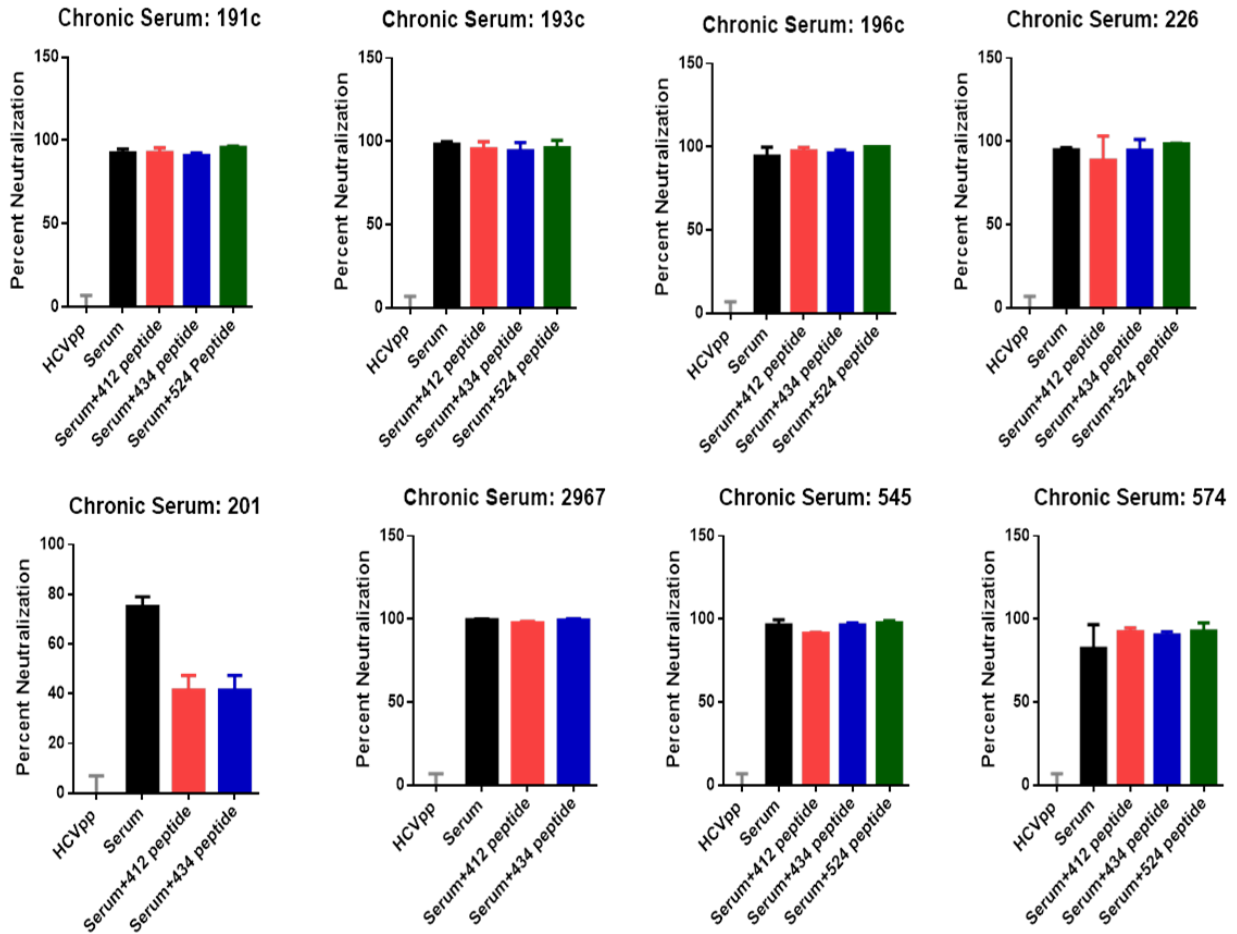 Chronic Serum: 191c
150
100
50
0
Percent Neutralization
HCVpp
Serum
Serum+412 peptide
Serum+434 peptide
Serum+524 Peptide
Chronic Serum: 193c
150
100
50
0
Percent Neutralization
HCVpp
Serum
Serum+412 peptide
Serum+434 peptide
Serum+524 peptide
Chronic Serum: 196c
150
100
50
0
Percent Neutralization
HCVpp
Serum
Serum+412 peptide
Serum+434 peptide
Serum+524 peptide
Chronic Serum: 226
150
100
50
0
Percent Neutralization
HCVpp
Serum
Serum+412 peptide
Serum+434 peptide
Serum+524 peptide
Chronic Serum: 201
100
80
60
40
20
0
Percent Neutralization
HCVpp
Serum
Serum+412 peptide
Serum+434 peptide
Chronic Serum: 2967
150
100
50
0
Percent Neutralization
HCVpp
Serum
Serum+412 peptide
Serum+434 peptide
Chronic Serum: 545
150
100
50
0
Percent Neutralization
HCVpp
Serum
Serum+412 peptide
Serum+434 peptide
Serum+524 peptide
Chronic Serum: 574
150
100
50
0
Percent Neutralization
HCVpp
Serum
Serum+412 peptide
Serum+434 peptide
Serum+524 peptide